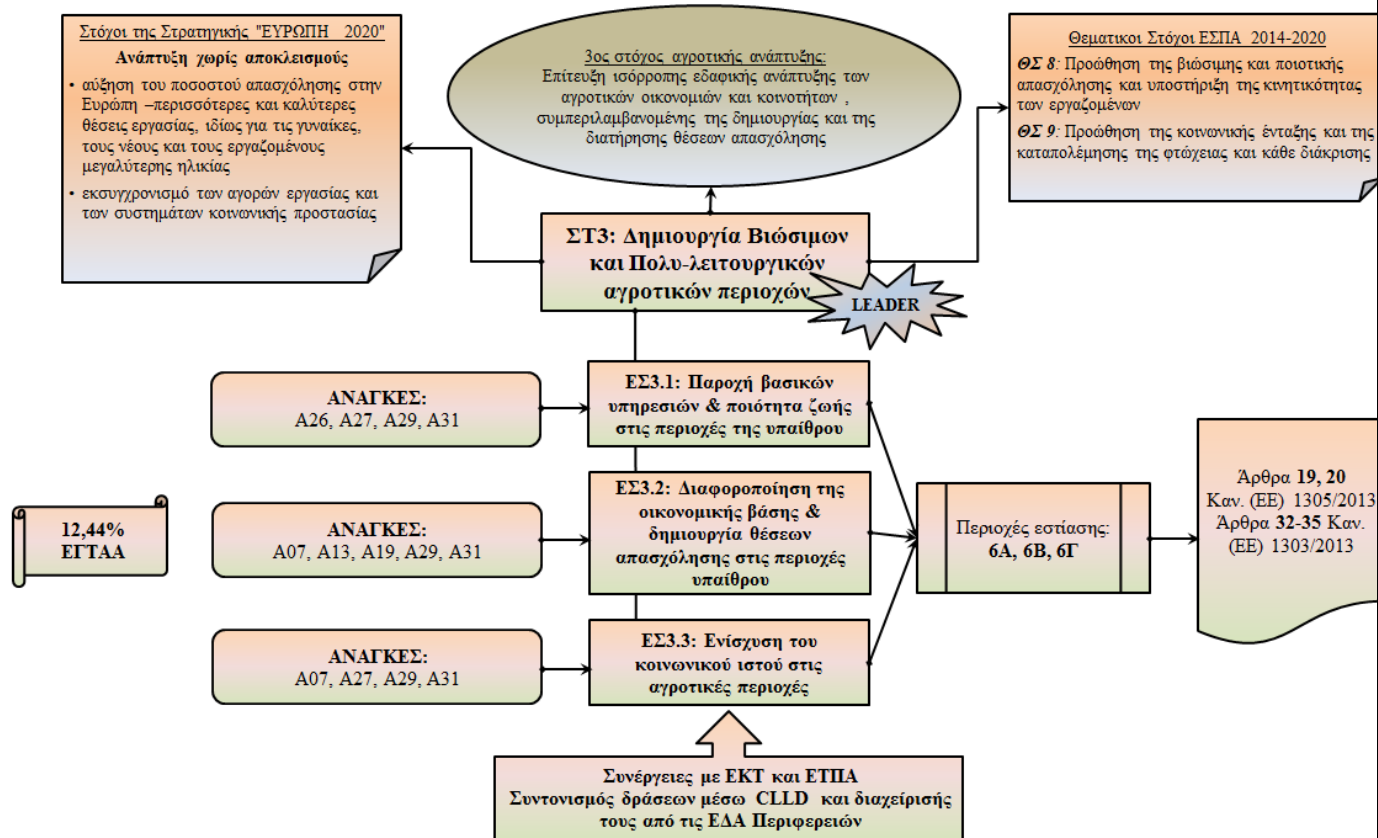 Στόχοι της Στρατηγικής "ΕΥΡΩΠΗ 2020"
Ανάπτυξη χωρίς αποκλεισμούς
• αύξηση του ποσοστού απασχόλησης στην
Ευρώπη –περισσότερες και καλύτερες
θέσεις εργασίας, ιδίως για τις γυναίκες,
τους νέους και τους εργαζομένους
μεγαλύτερης ηλικίας
• εκσυγχρονισμό των αγορών εργασίας και
των συστημάτων κοινωνικής προστασίας
3ος στόχος αγροτικής ανάπτυξης:
Επίτευξη ισόρροπης εδαφικής ανάπτυξης των
αγροτικών οικονομιών και κοινοτήτων ,
συμπεριλαμβανομένης της δημιουργίας και της
διατήρησης θέσεων απασχόλησης
Θεματικοι Στόχοι ΕΣΠΑ 2014-2020
ΘΣ 8: Προώθηση της βιώσιμης και ποιοτικής
απασχόλησης και υποστήριξη της κινητικότητας
των εργαζομένων
ΘΣ 9: Προώθηση της κοινωνικής ένταξης και της
καταπολέμησης της φτώχειας και κάθε διάκρισης
ΣΤ3: Δημιουργία Βιώσιμων
και Πολυ-λειτουργικών
αγροτικών περιοχών
LEADER
ΑΝΑΓΚΕΣ:
Α26, Α27, Α29, Α31
ΕΣ3.1: Παροχή βασικών
υπηρεσιών & ποιότητα ζωής
στις περιοχές της υπαίθρου
12,44%
ΕΓΤΑΑ
ΑΝΑΓΚΕΣ:
Α07, Α13, Α19, Α29, Α31
ΕΣ3.2: Διαφοροποίηση της
οικονομικής βάσης &
δημιουργία θέσεων
απασχόλησης στις περιοχές
υπαίθρου
Περιοχές εστίασης:
6Α, 6Β, 6Γ
Άρθρα 19, 20
Καν. (ΕΕ) 1305/2013
Άρθρα 32-35 Καν.
(ΕΕ) 1303/2013
ΑΝΑΓΚΕΣ:
Α07, Α27, Α29, Α31
ΕΣ3.3: Ενίσχυση του
κοινωνικού ιστού στις
αγροτικές περιοχές
Συνέργειες με ΕΚΤ και ΕΤΠΑ
Συντονισμός δράσεων μέσω CLLD και διαχείρισής
τους από τις ΕΔΑ Περιφερειών